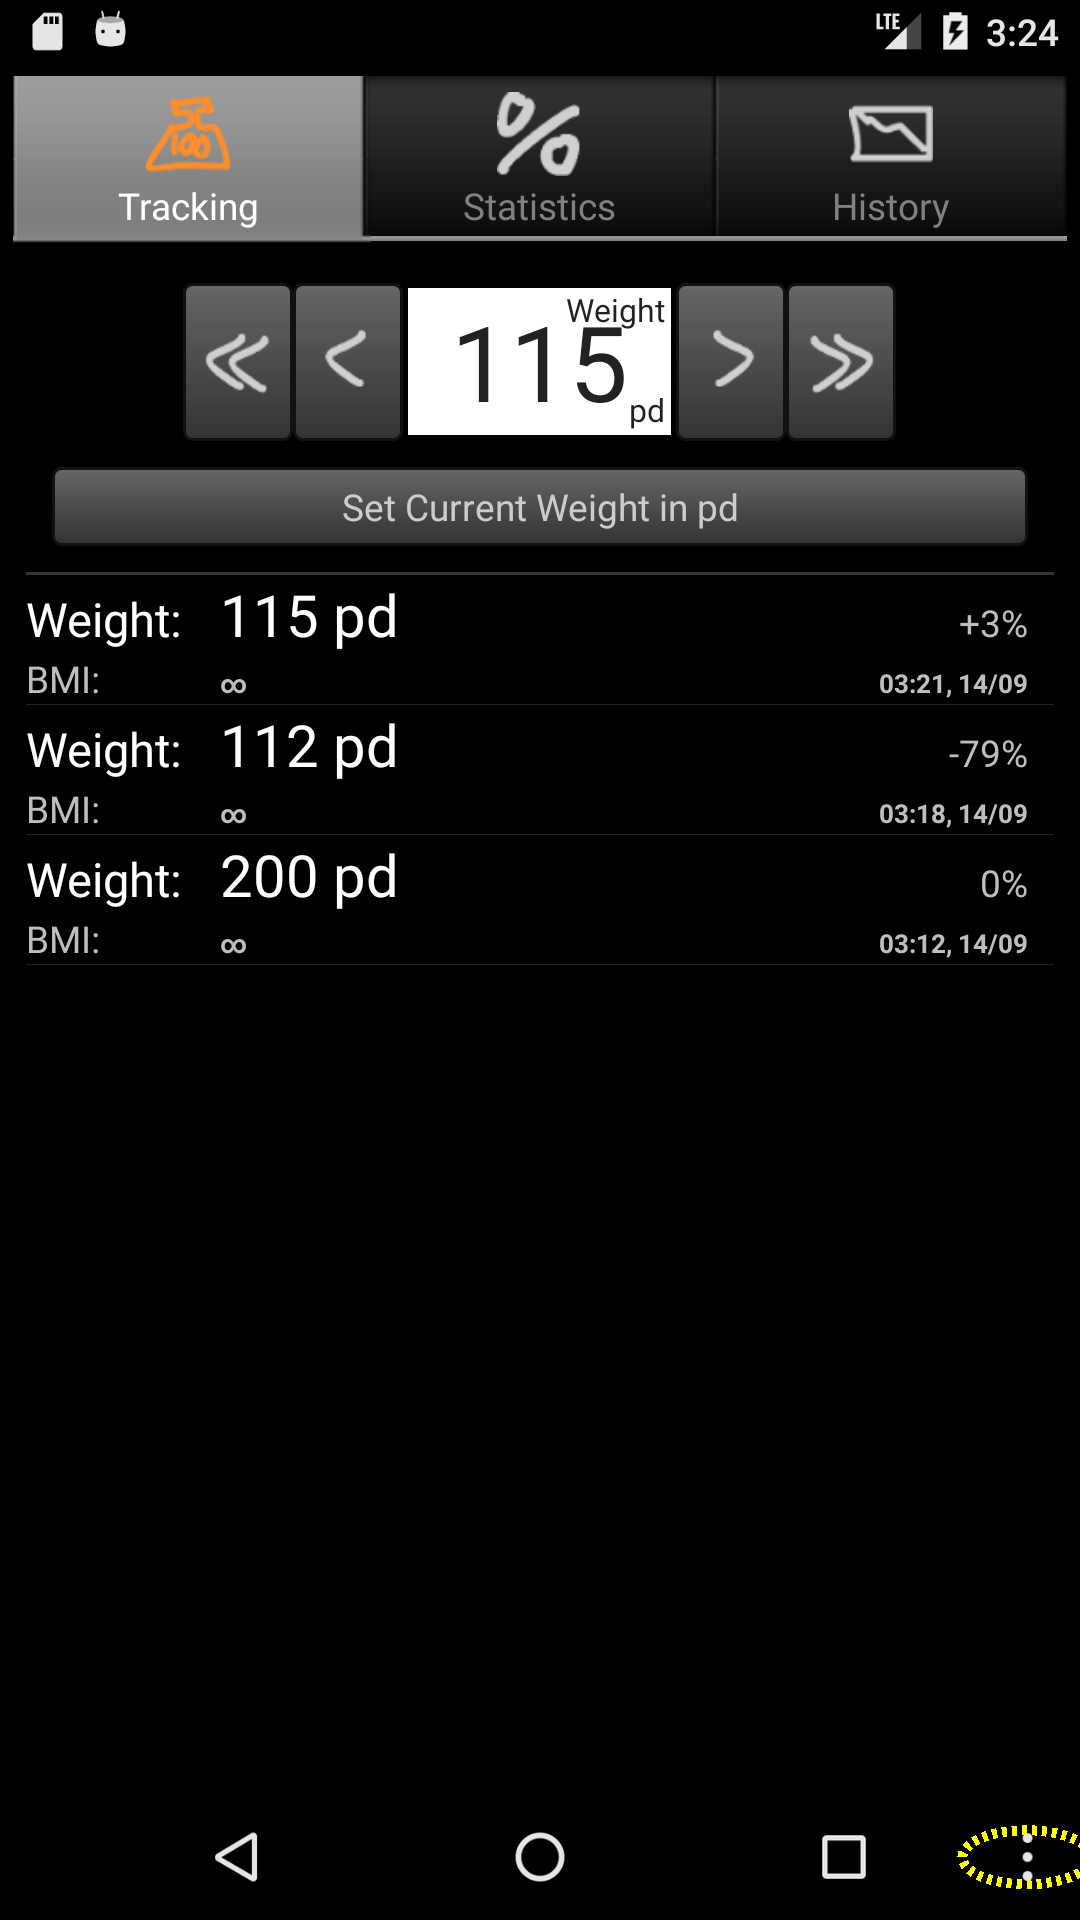 LTE 3:24
100
Tracking
Statistics
History
Weight
115
pd
Set Current Weight in pd
Weight: 115 pd +3%
BMI: ∞ 03:21, 14/09
Weight: 112 pd -79%
BMI: ∞ 03:18, 14/09
Weight: 200 pd 0%
BMI: ∞ 03:12, 14/09